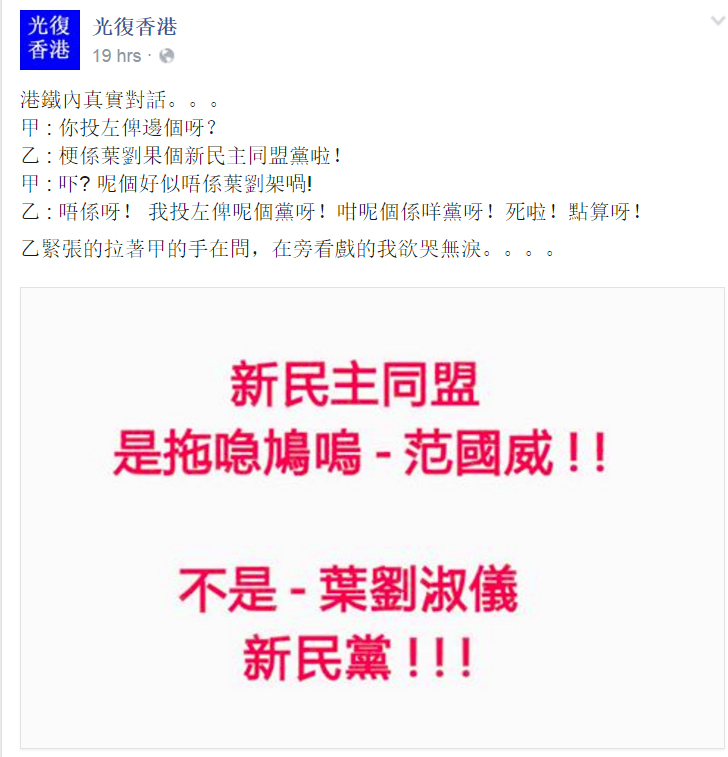 光復
香港
光復香港
19 hrs ·
港鐵內真實對話。。。
甲 : 你投左俾邊個呀?
乙 : 梗係葉劉果個新民主同盟黨啦!
甲 : 吓? 呢個好似唔係葉劉架喎!
乙 : 唔係呀! 我投左俾呢個黨呀! 咁呢個係咩黨呀! 死啦! 點算呀!
乙緊張的拉著甲的手在問, 在旁看戲的我欲哭無淚。。。。
新民主同盟
是拖喼鳩嗚 - 范國威 ! !
不是 - 葉劉淑儀
新民黨 ! ! !